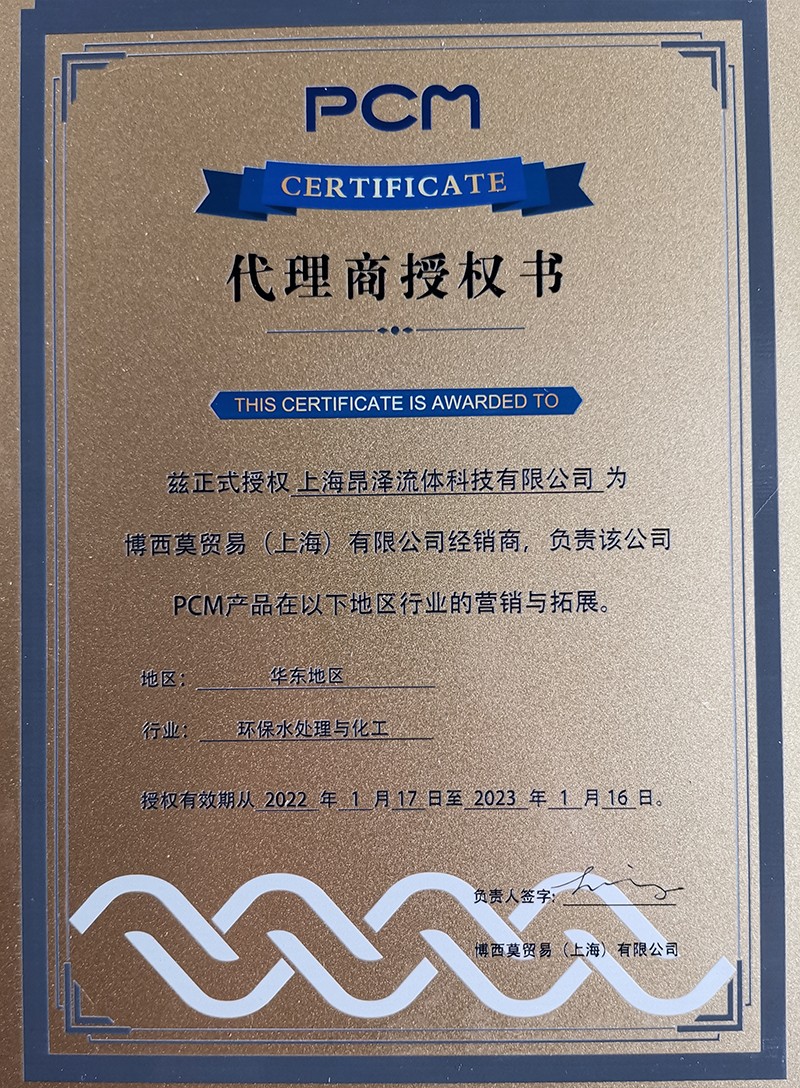 PCM
CERTIFICATE
代理商授权书
THIS CERTIFICATE IS AWARDED TO
兹正式授权 上海昂泽流体科技有限公司 为
博西莫贸易（上海）有限公司经销商，负责该公司
PCM产品在以下地区行业的营销与拓展。
地区： 华东地区
行业： 环保水处理与化工
授权有效期从 2022 年 1 月 17 日至 2023 年 1 月 16 日。
负责人签字:
博西莫贸易（上海）有限公司